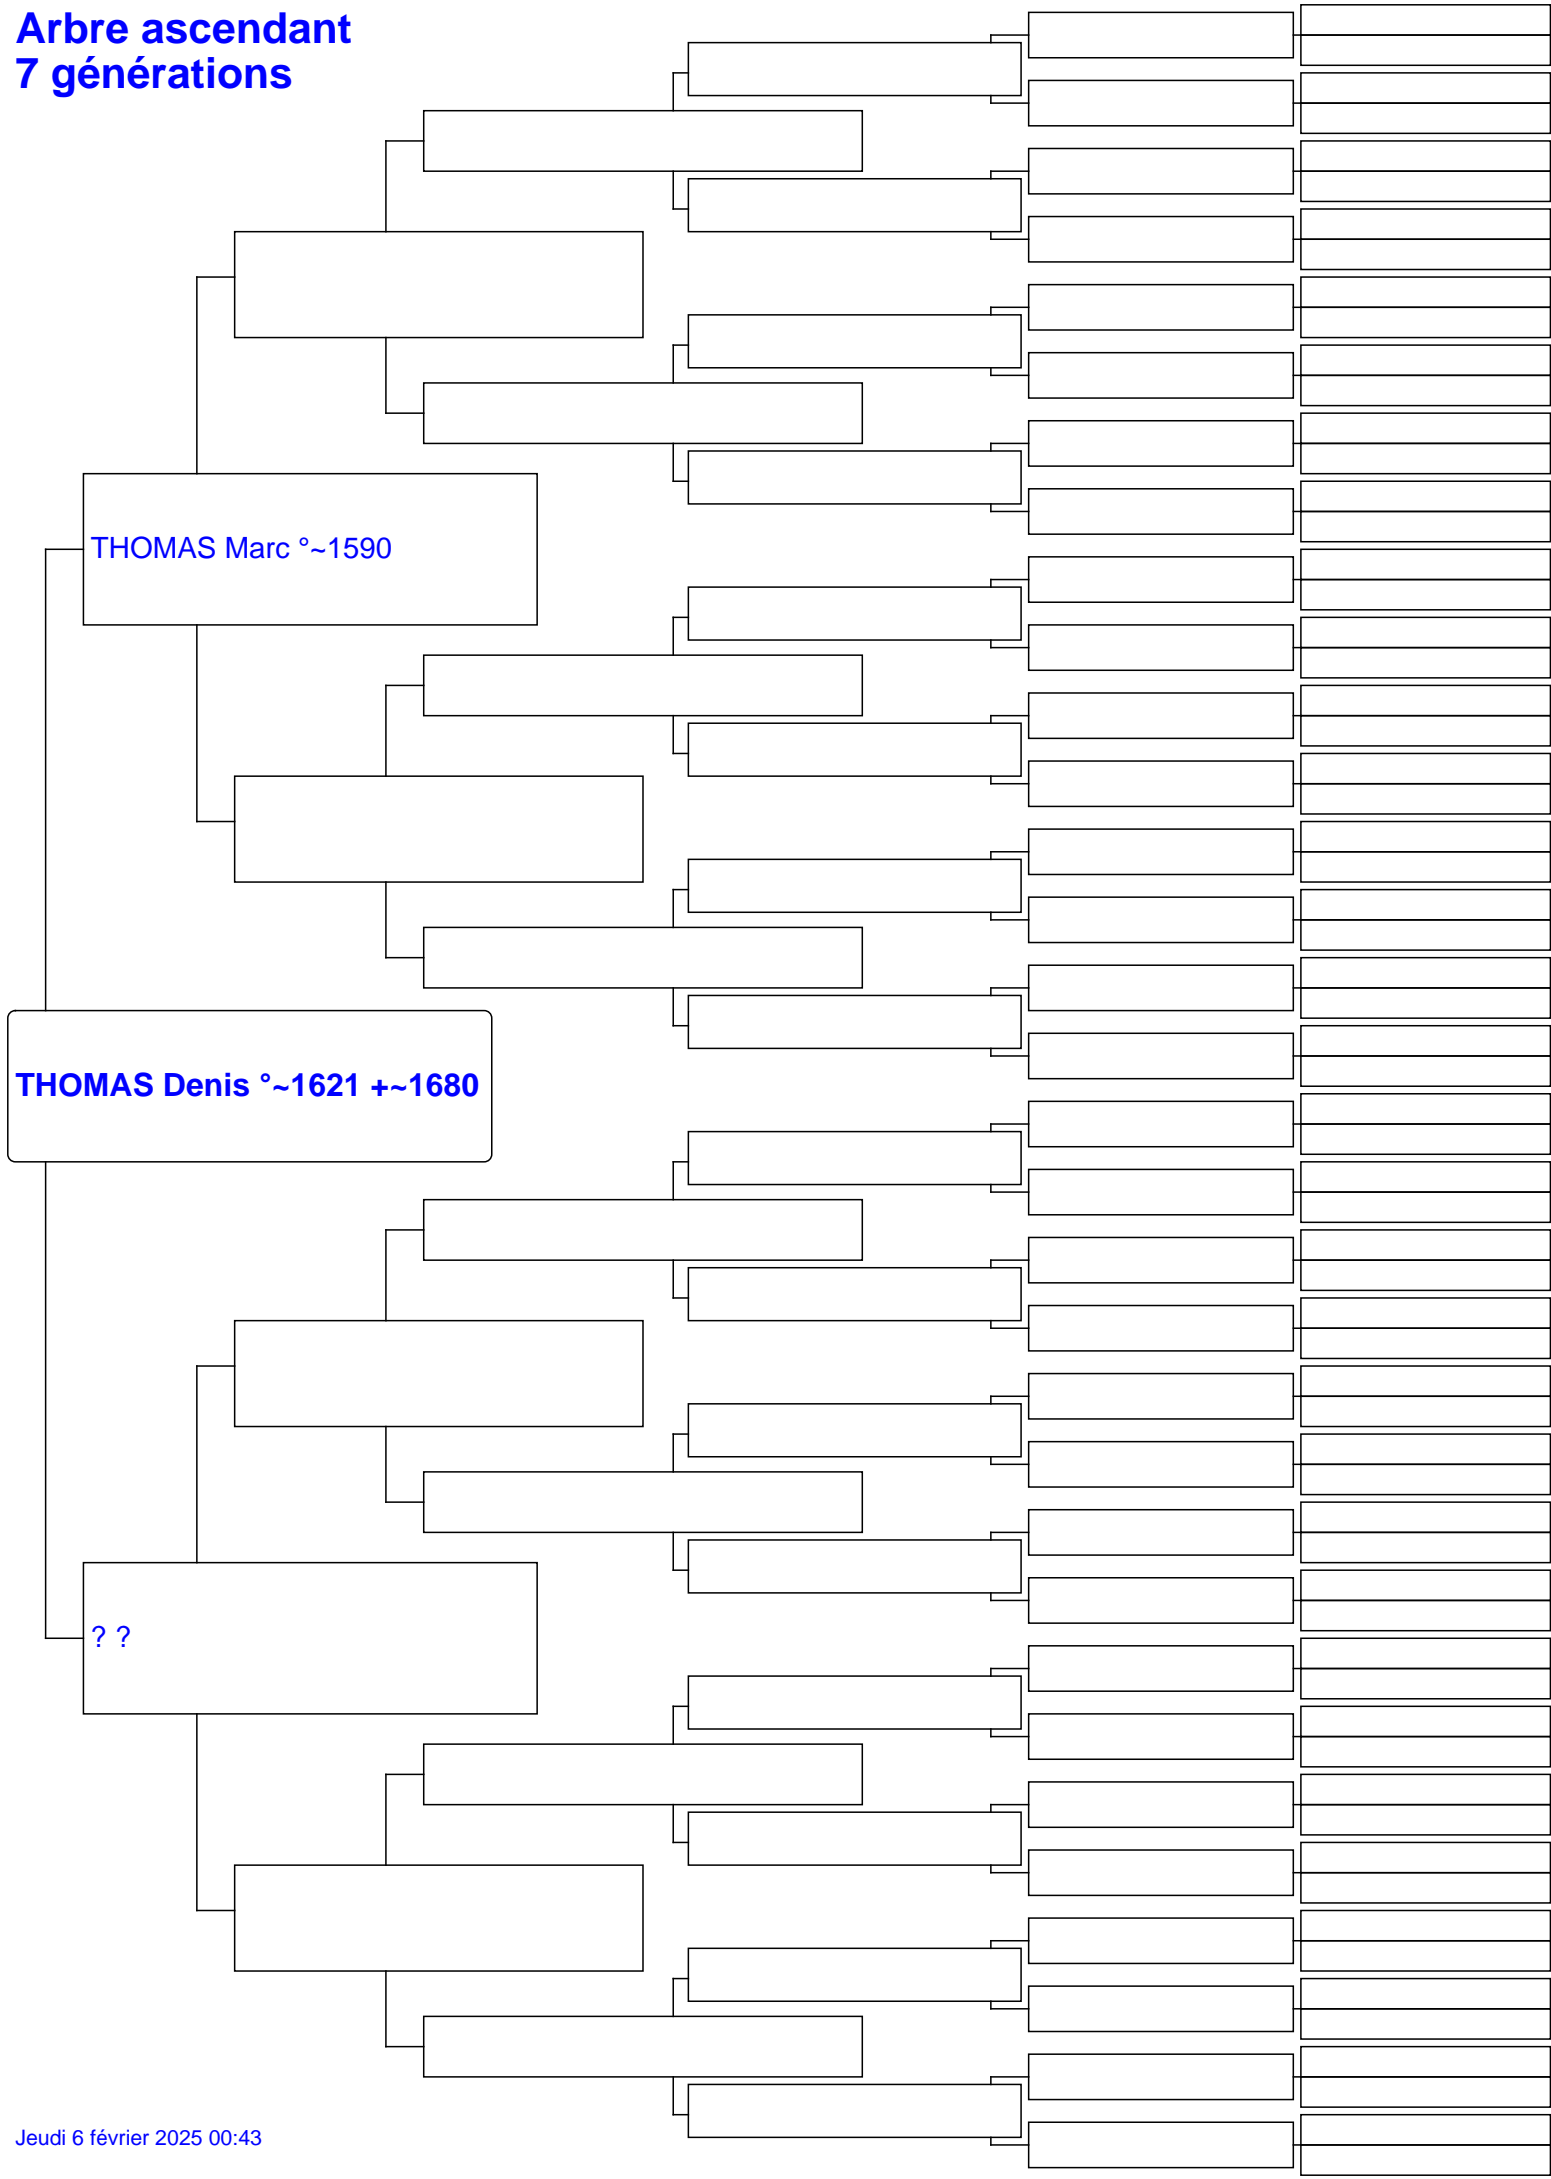 Arbre ascendant
7 générations
THOMAS Marc °~1590
THOMAS Denis °~1621 +~1680
? ?
Jeudi 6 février 2025 00:43